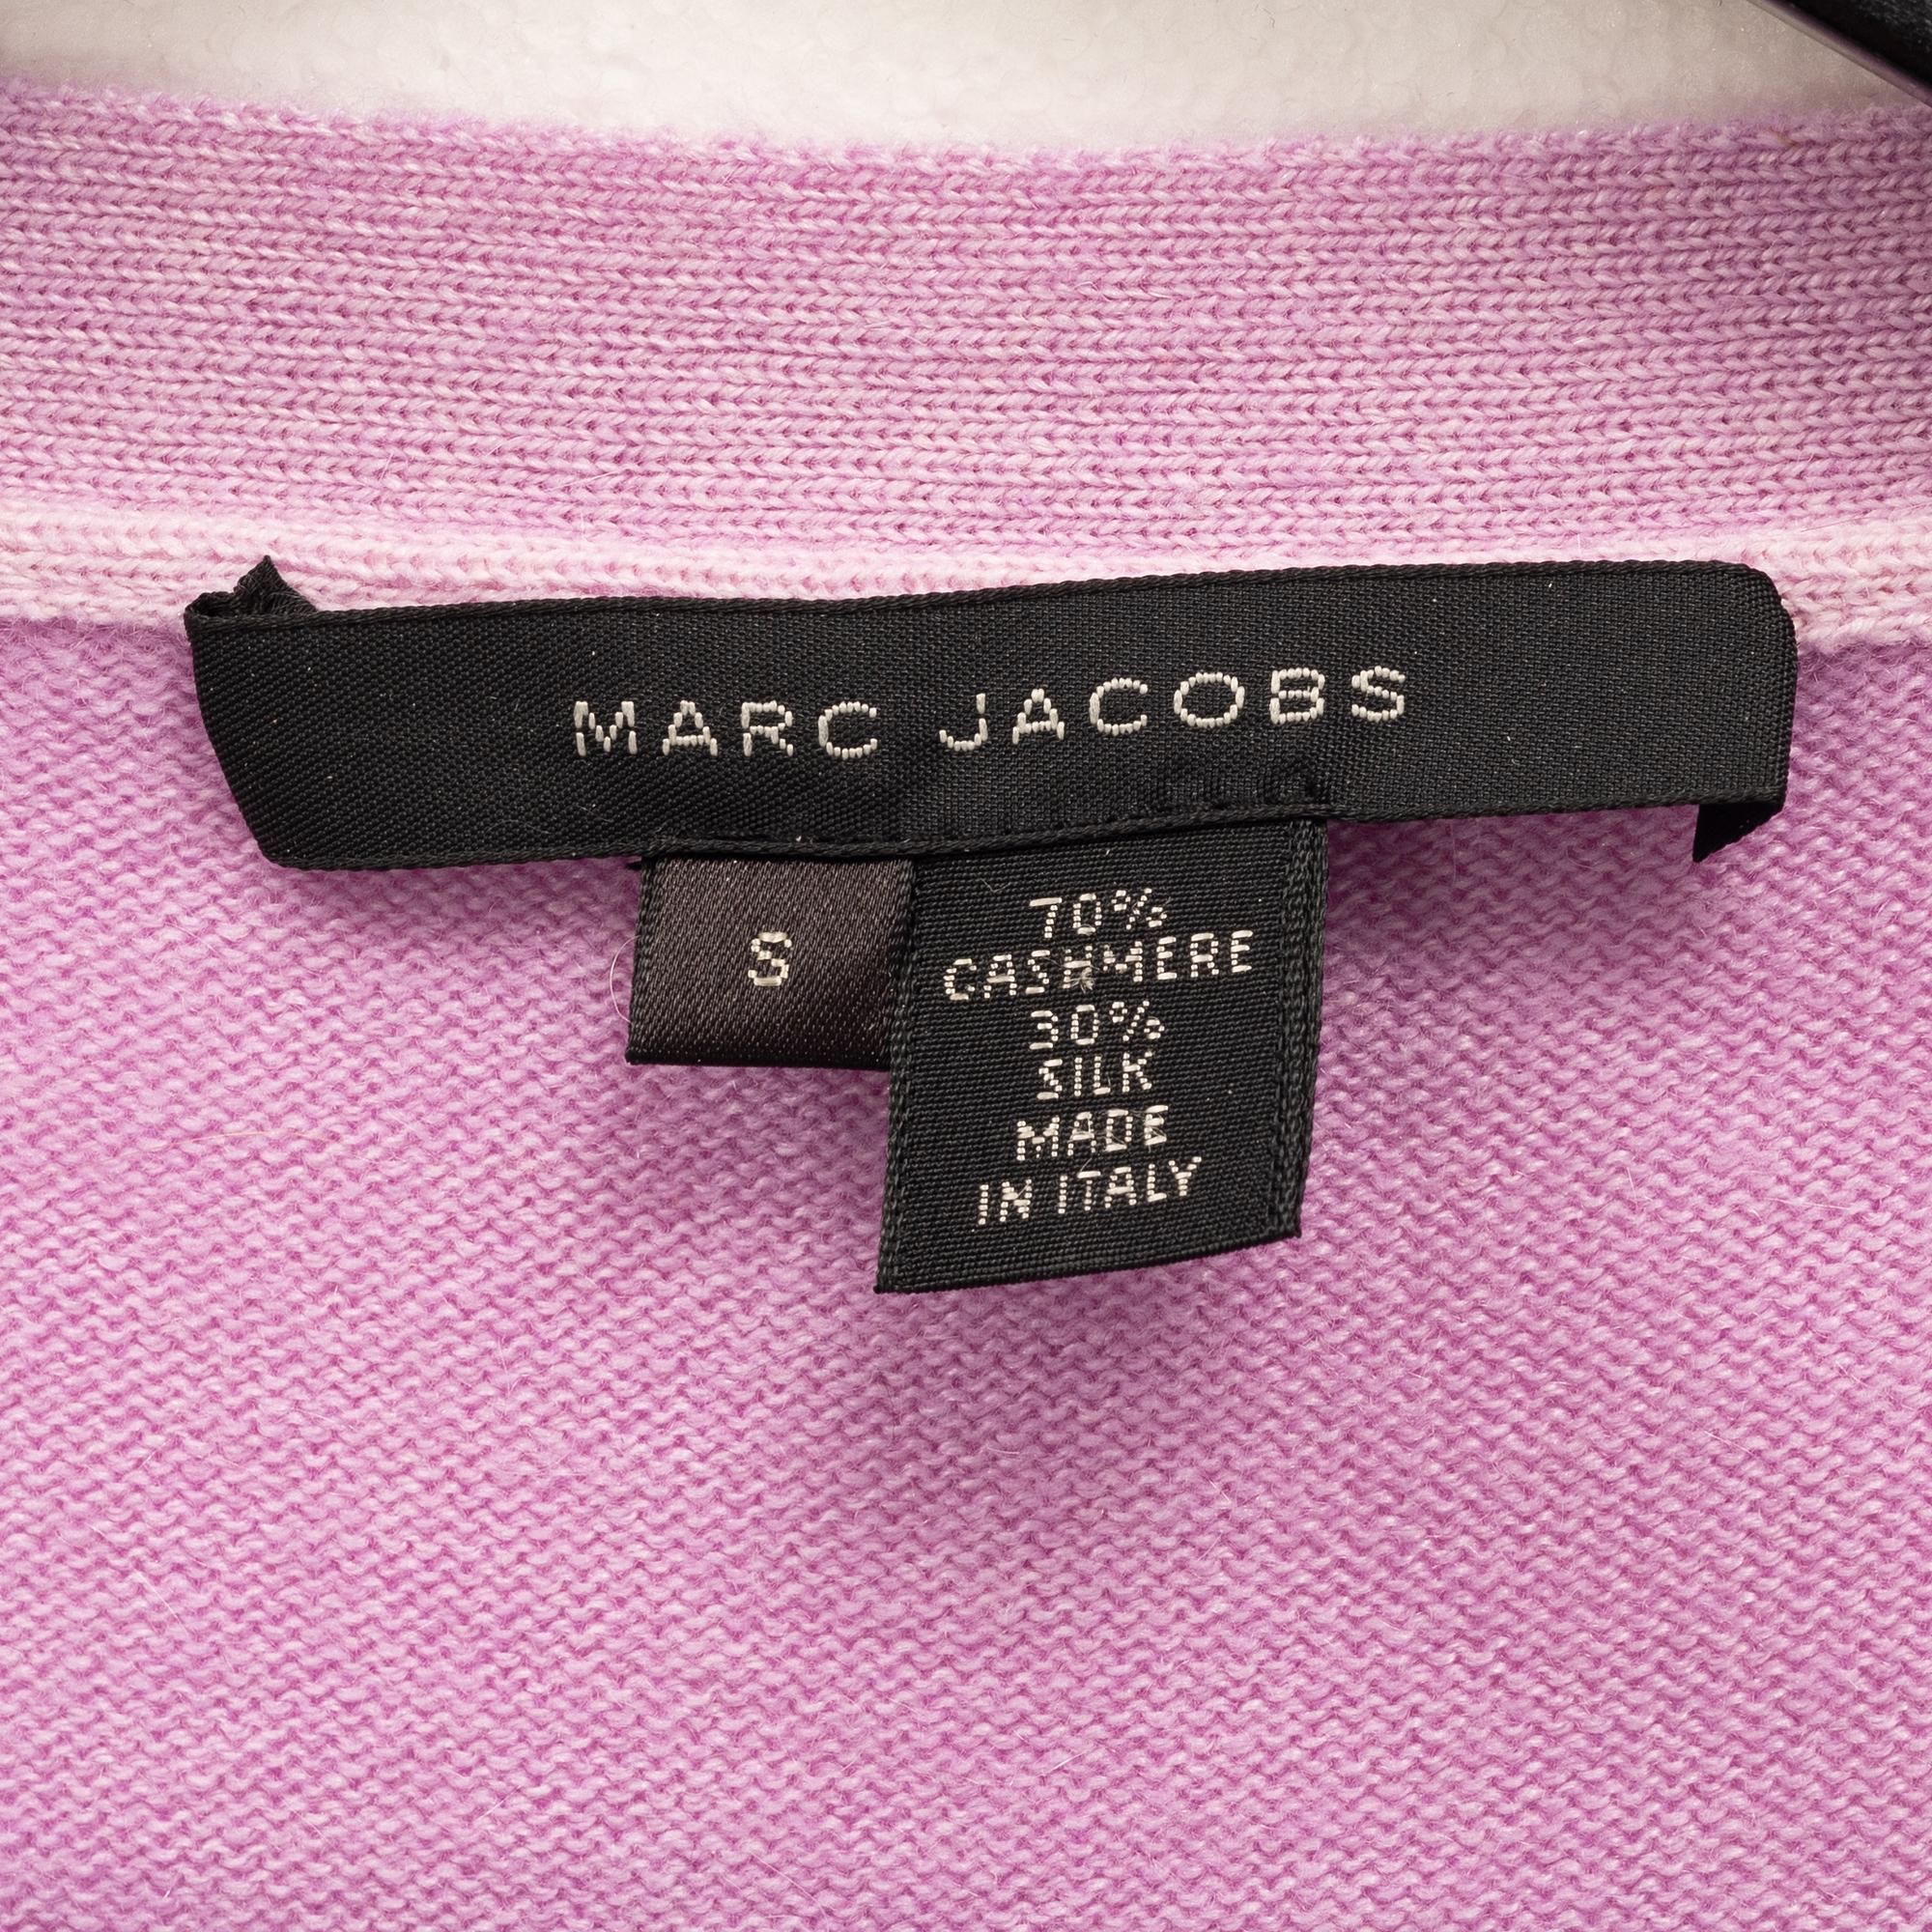 MARC JACOBS
S
70%
CASHMERE
30%
SILK
MADE
IN ITALY